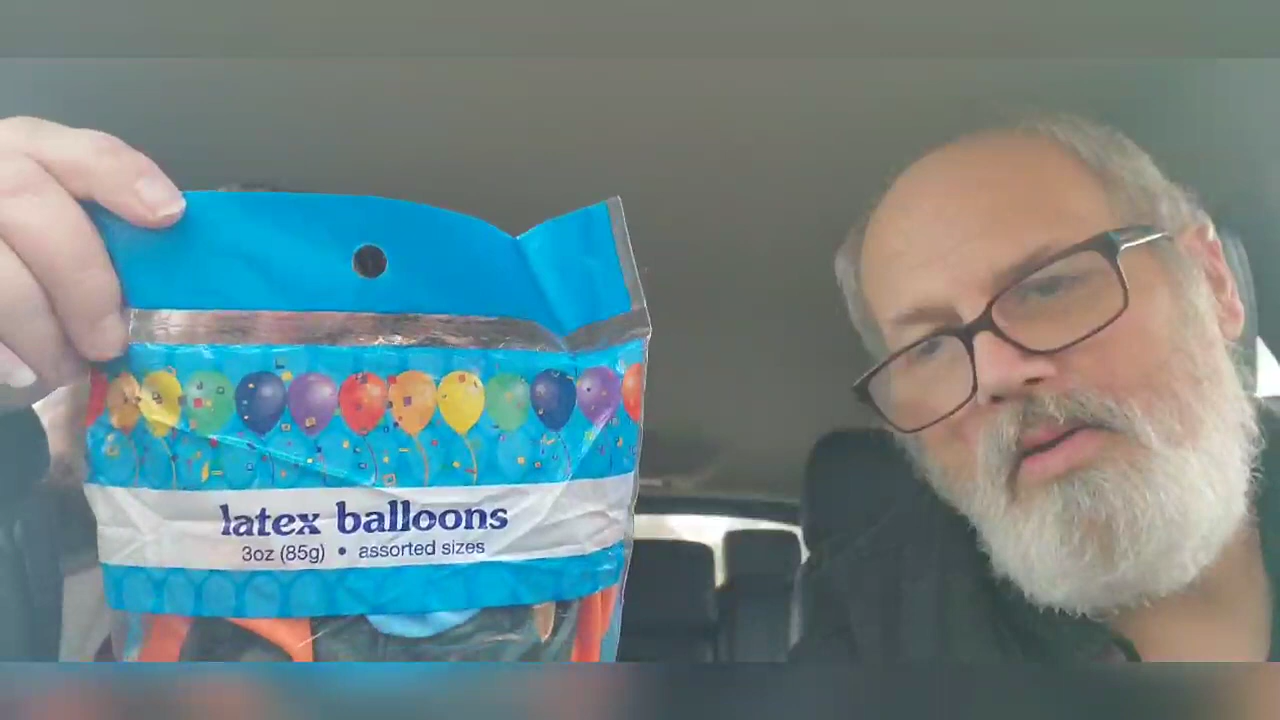 latex balloons
3oz (85g) • assorted sizes